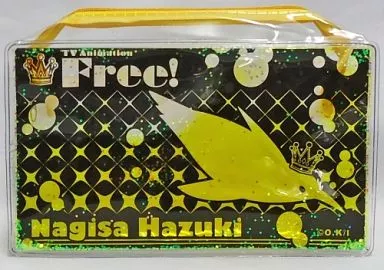 TV Animation
Free!
Nagisa Hazuki
©O.K/I